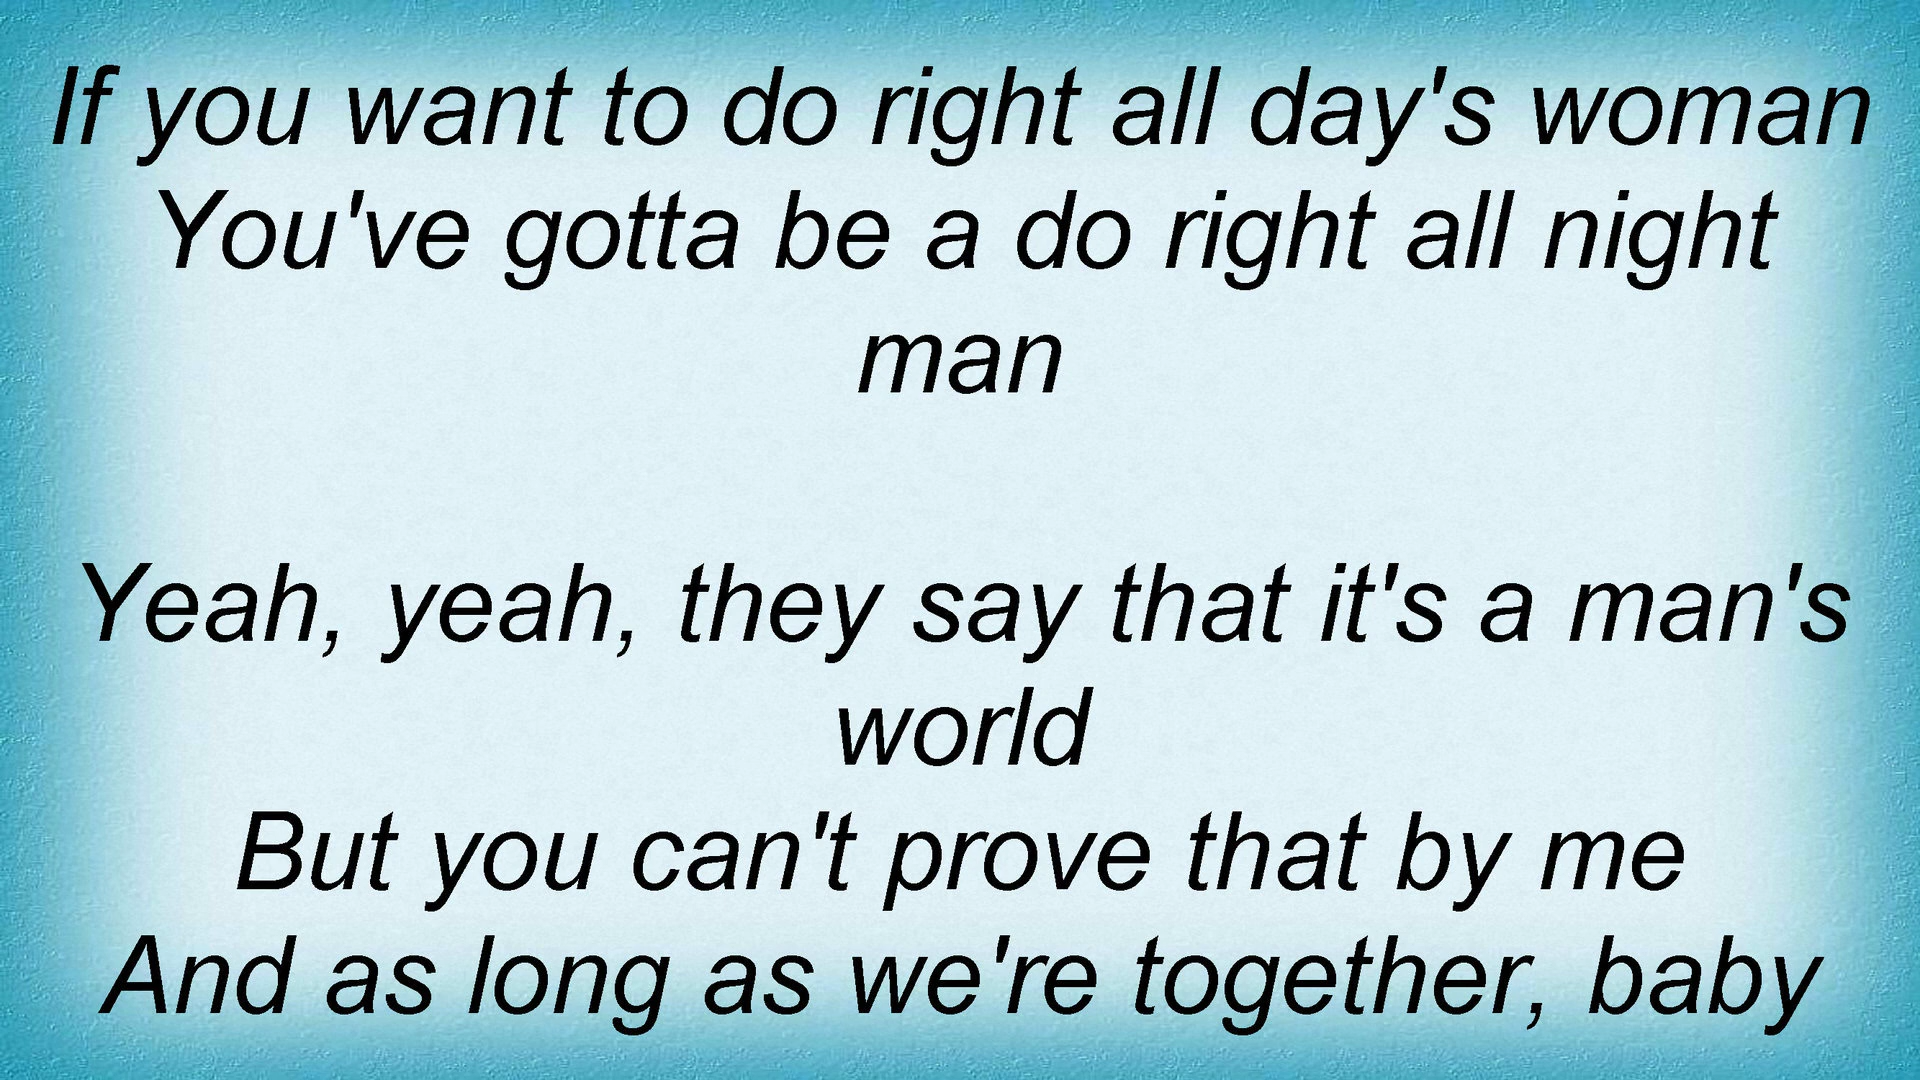 If you want to do right all day's woman
You've gotta be a do right all night
man
Yeah, yeah, they say that it's a man's
world
But you can't prove that by me
And as long as we're together, baby